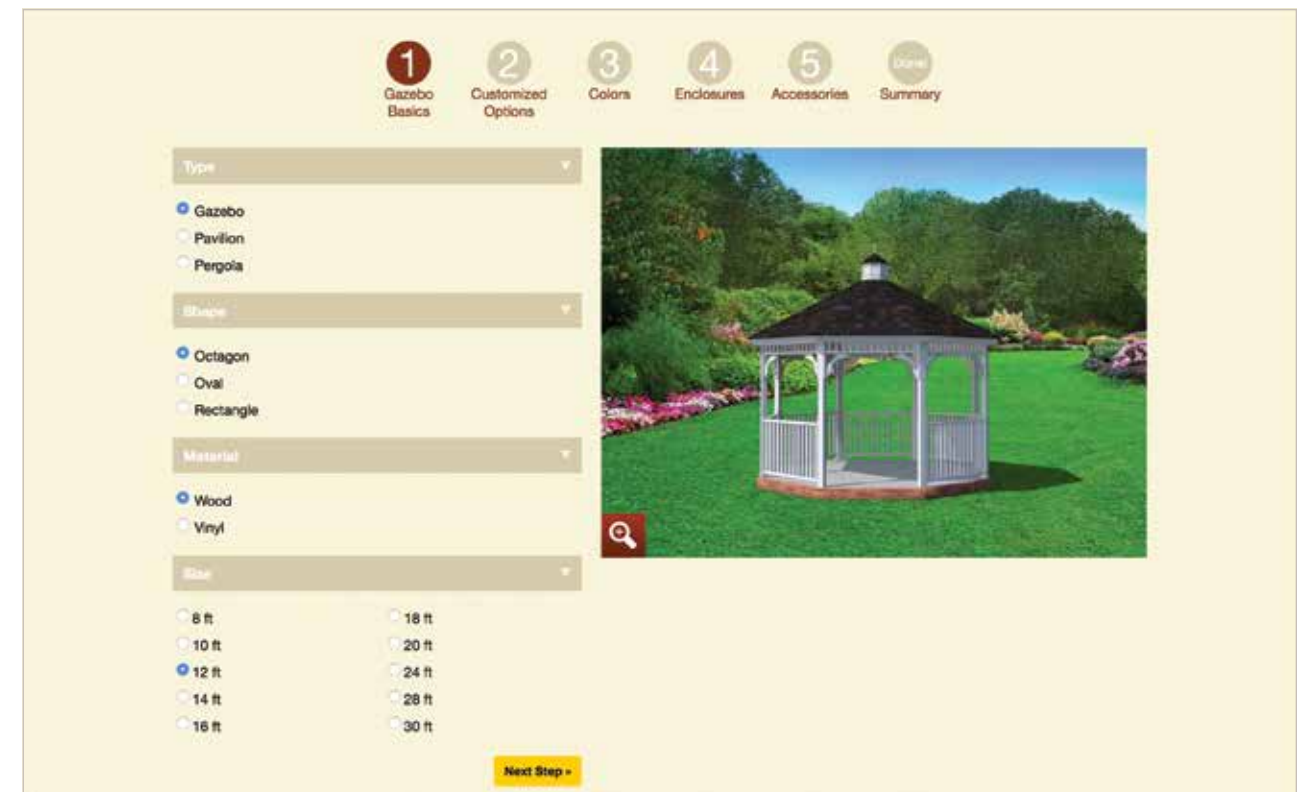 1 2 3 4 5 Done!
Gazebo Basics
Customized Options
Colors
Enclosures
Accessories
Summary
Type
Gazebo
Pavilion
Pergola
Shape
Octagon
Oval
Rectangle
Material
Wood
Vinyl
Size
8 ft
10 ft
12 ft
14 ft
16 ft
18 ft
20 ft
24 ft
28 ft
30 ft
Next Step »